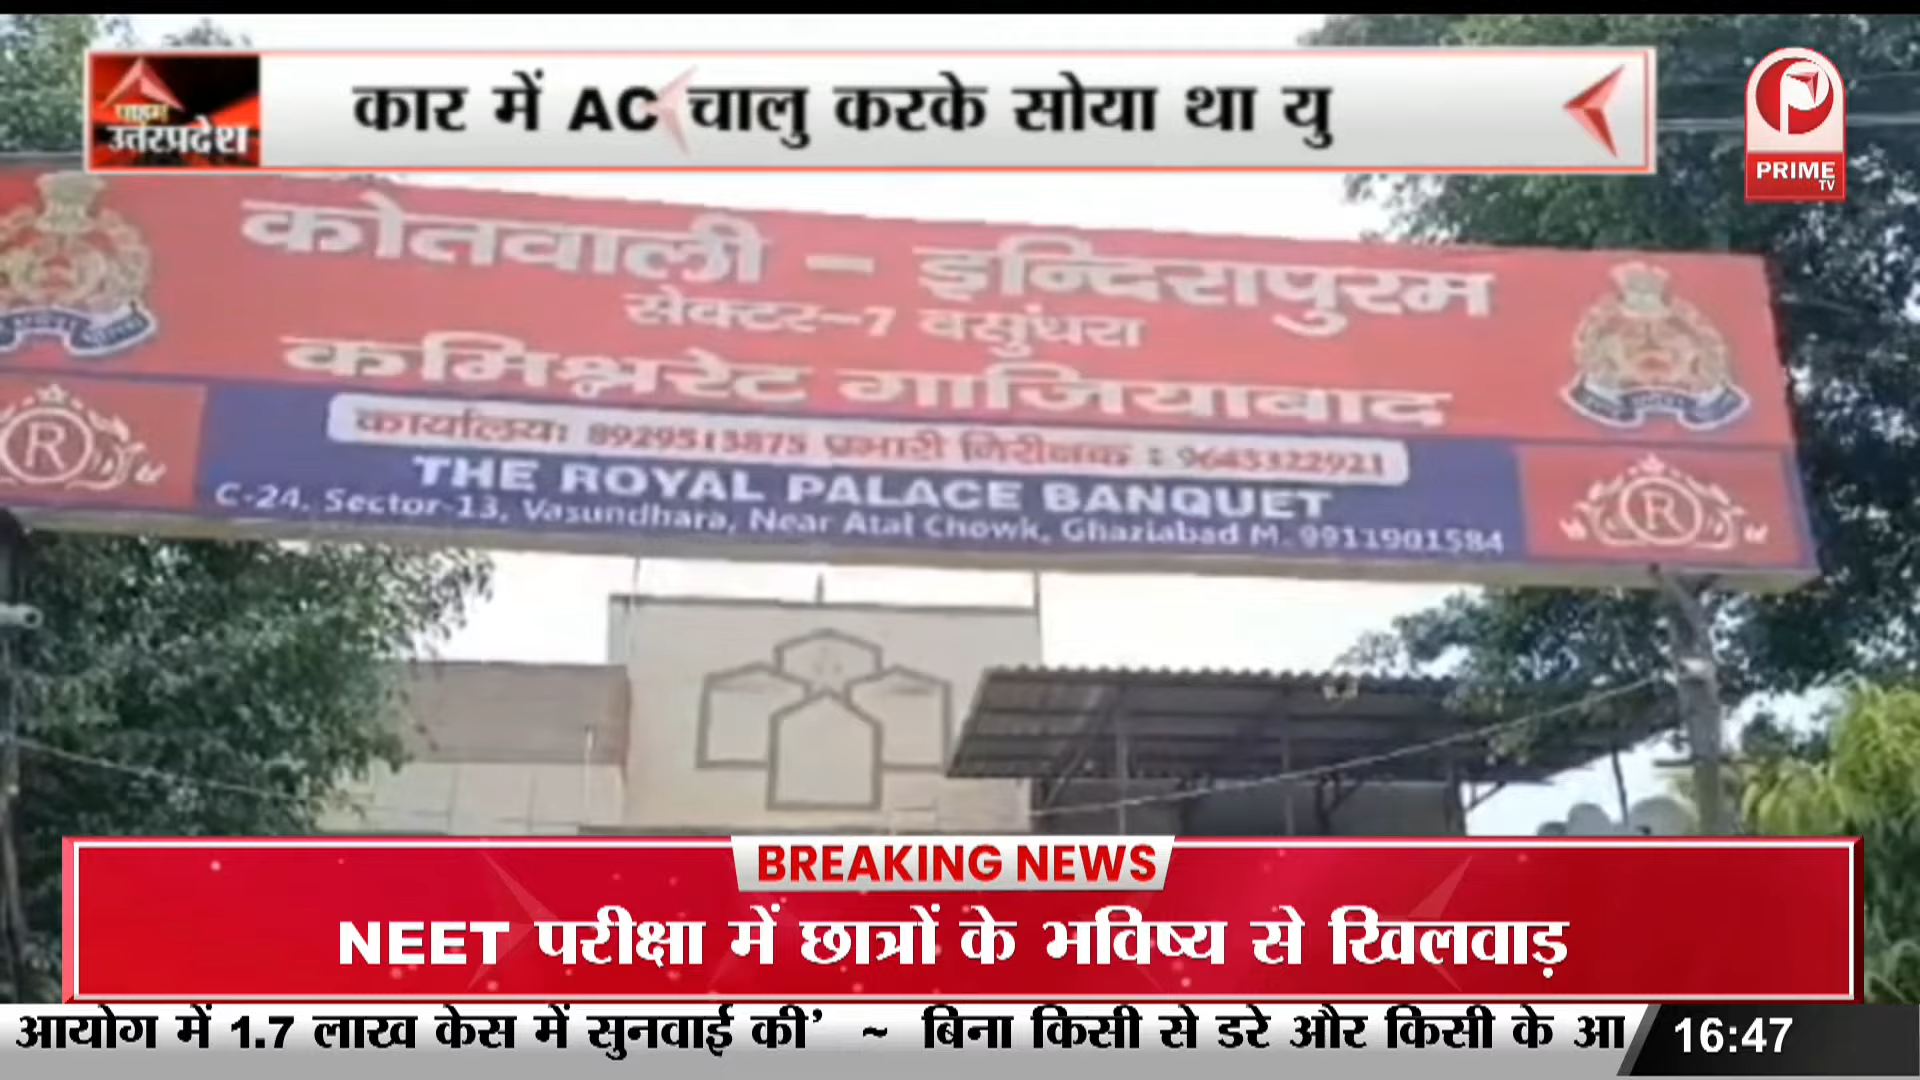 प्राइम
उत्तरप्रदेश
कार में AC चालु करके सोया था यु
PRIME
TV
कोतवाली - इन्दिरापुरम
सेक्टर-7 वसुंधरा
कमिश्नरेट गाजियाबाद
कार्यालय: 8929513875 प्रभारी निरीक्षक : 9643322921
THE ROYAL PALACE BANQUET
C-24, Sector-13, Vasundhara, Near Atal Chowk, Ghaziabad M. 9911901584
R
R
BREAKING NEWS
NEET परीक्षा में छात्रों के भविष्य से खिलवाड़
आयोग में 1.7 लाख केस में सुनवाई की' ~ बिना किसी से डरे और किसी के आ
16:47